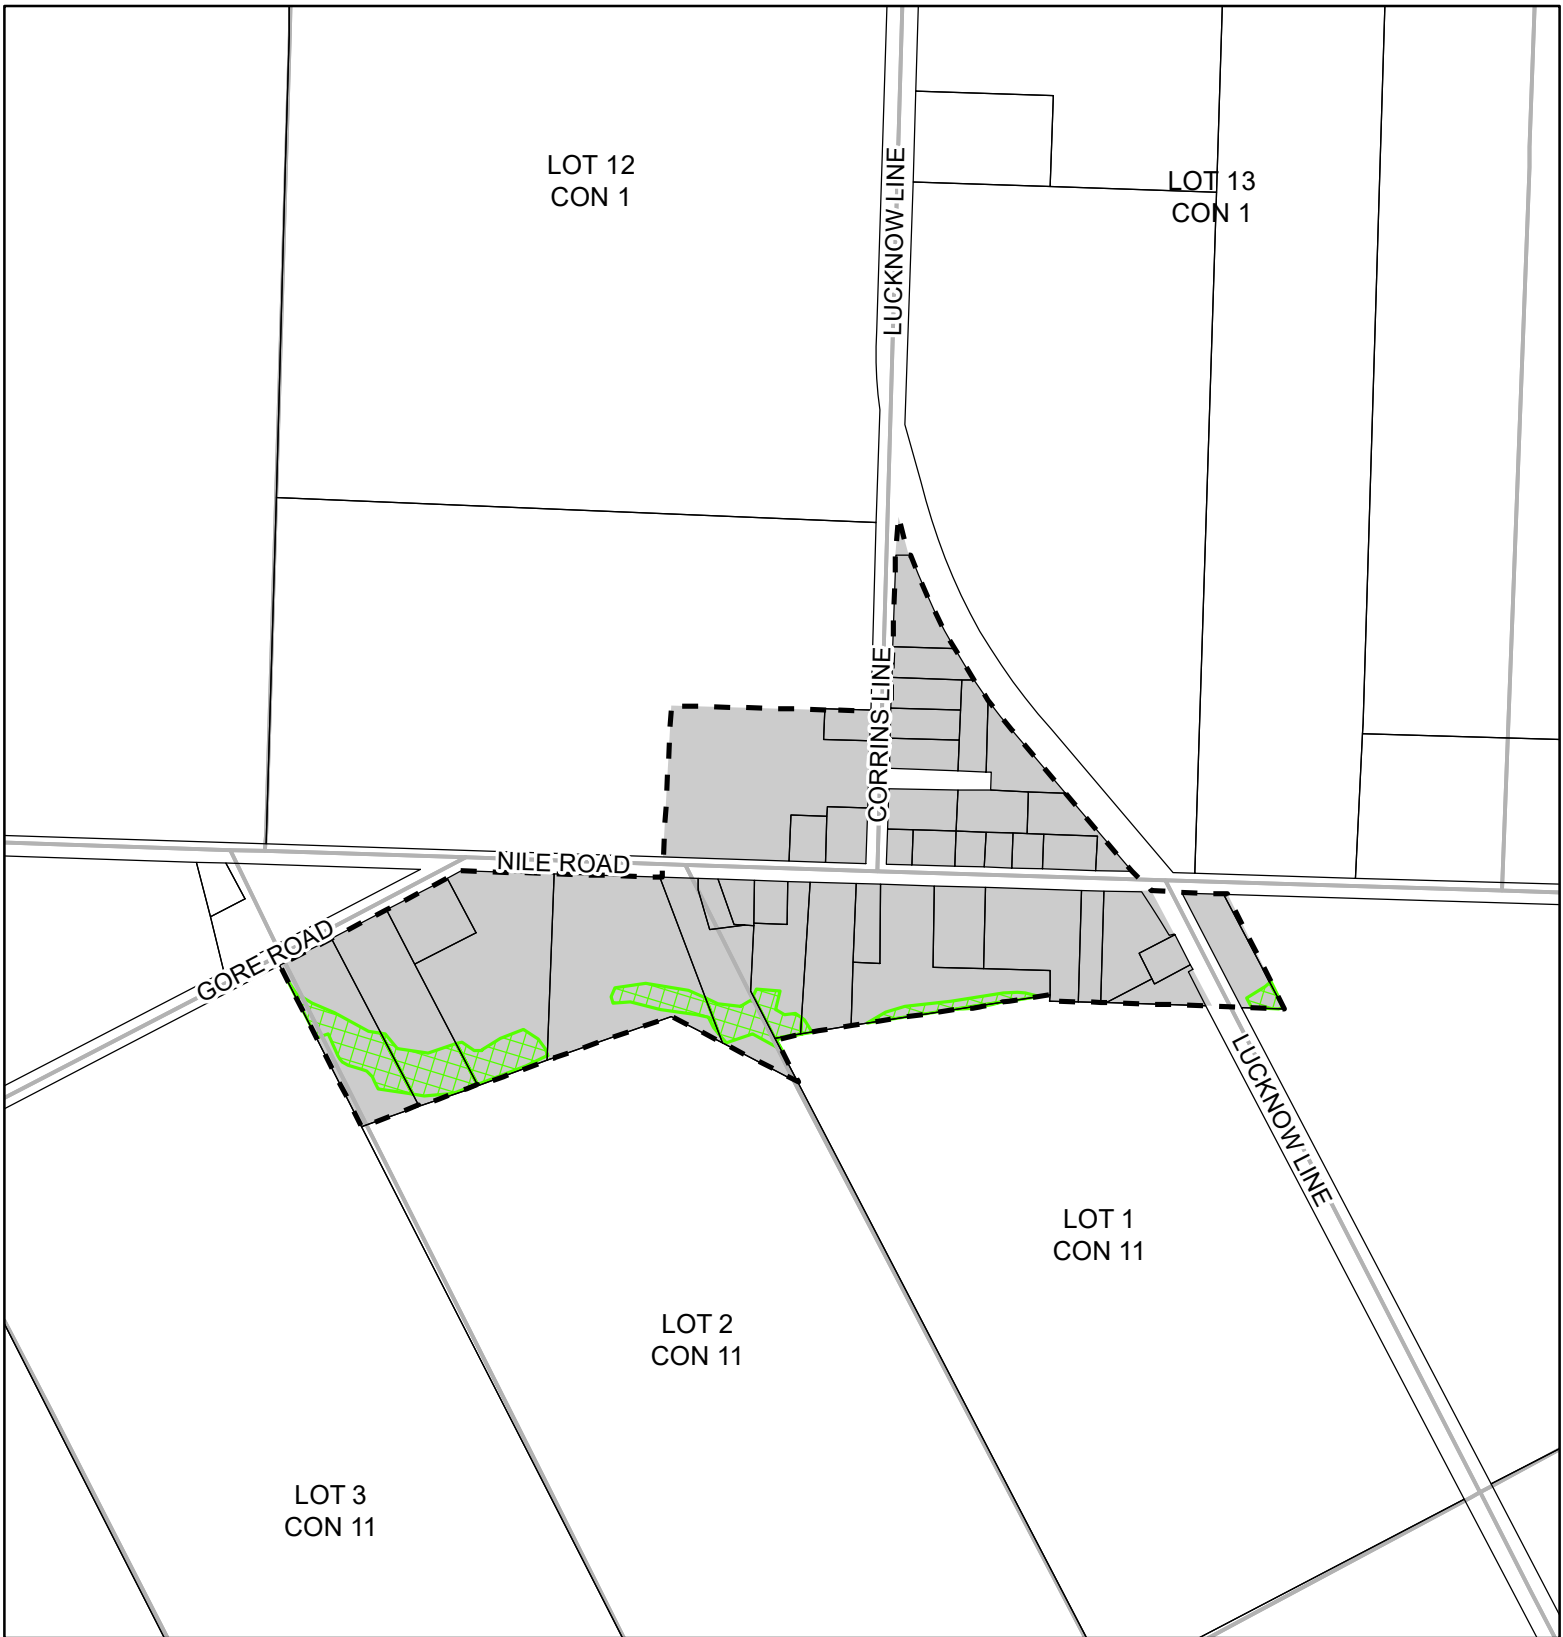 LOT 12
CON 1
LOT 13
CON 1
LUCKNOW LINE
CORRINS LINE
NILE ROAD
GORE ROAD
LUCKNOW LINE
LOT 1
CON 11
LOT 2
CON 11
LOT 3
CON 11